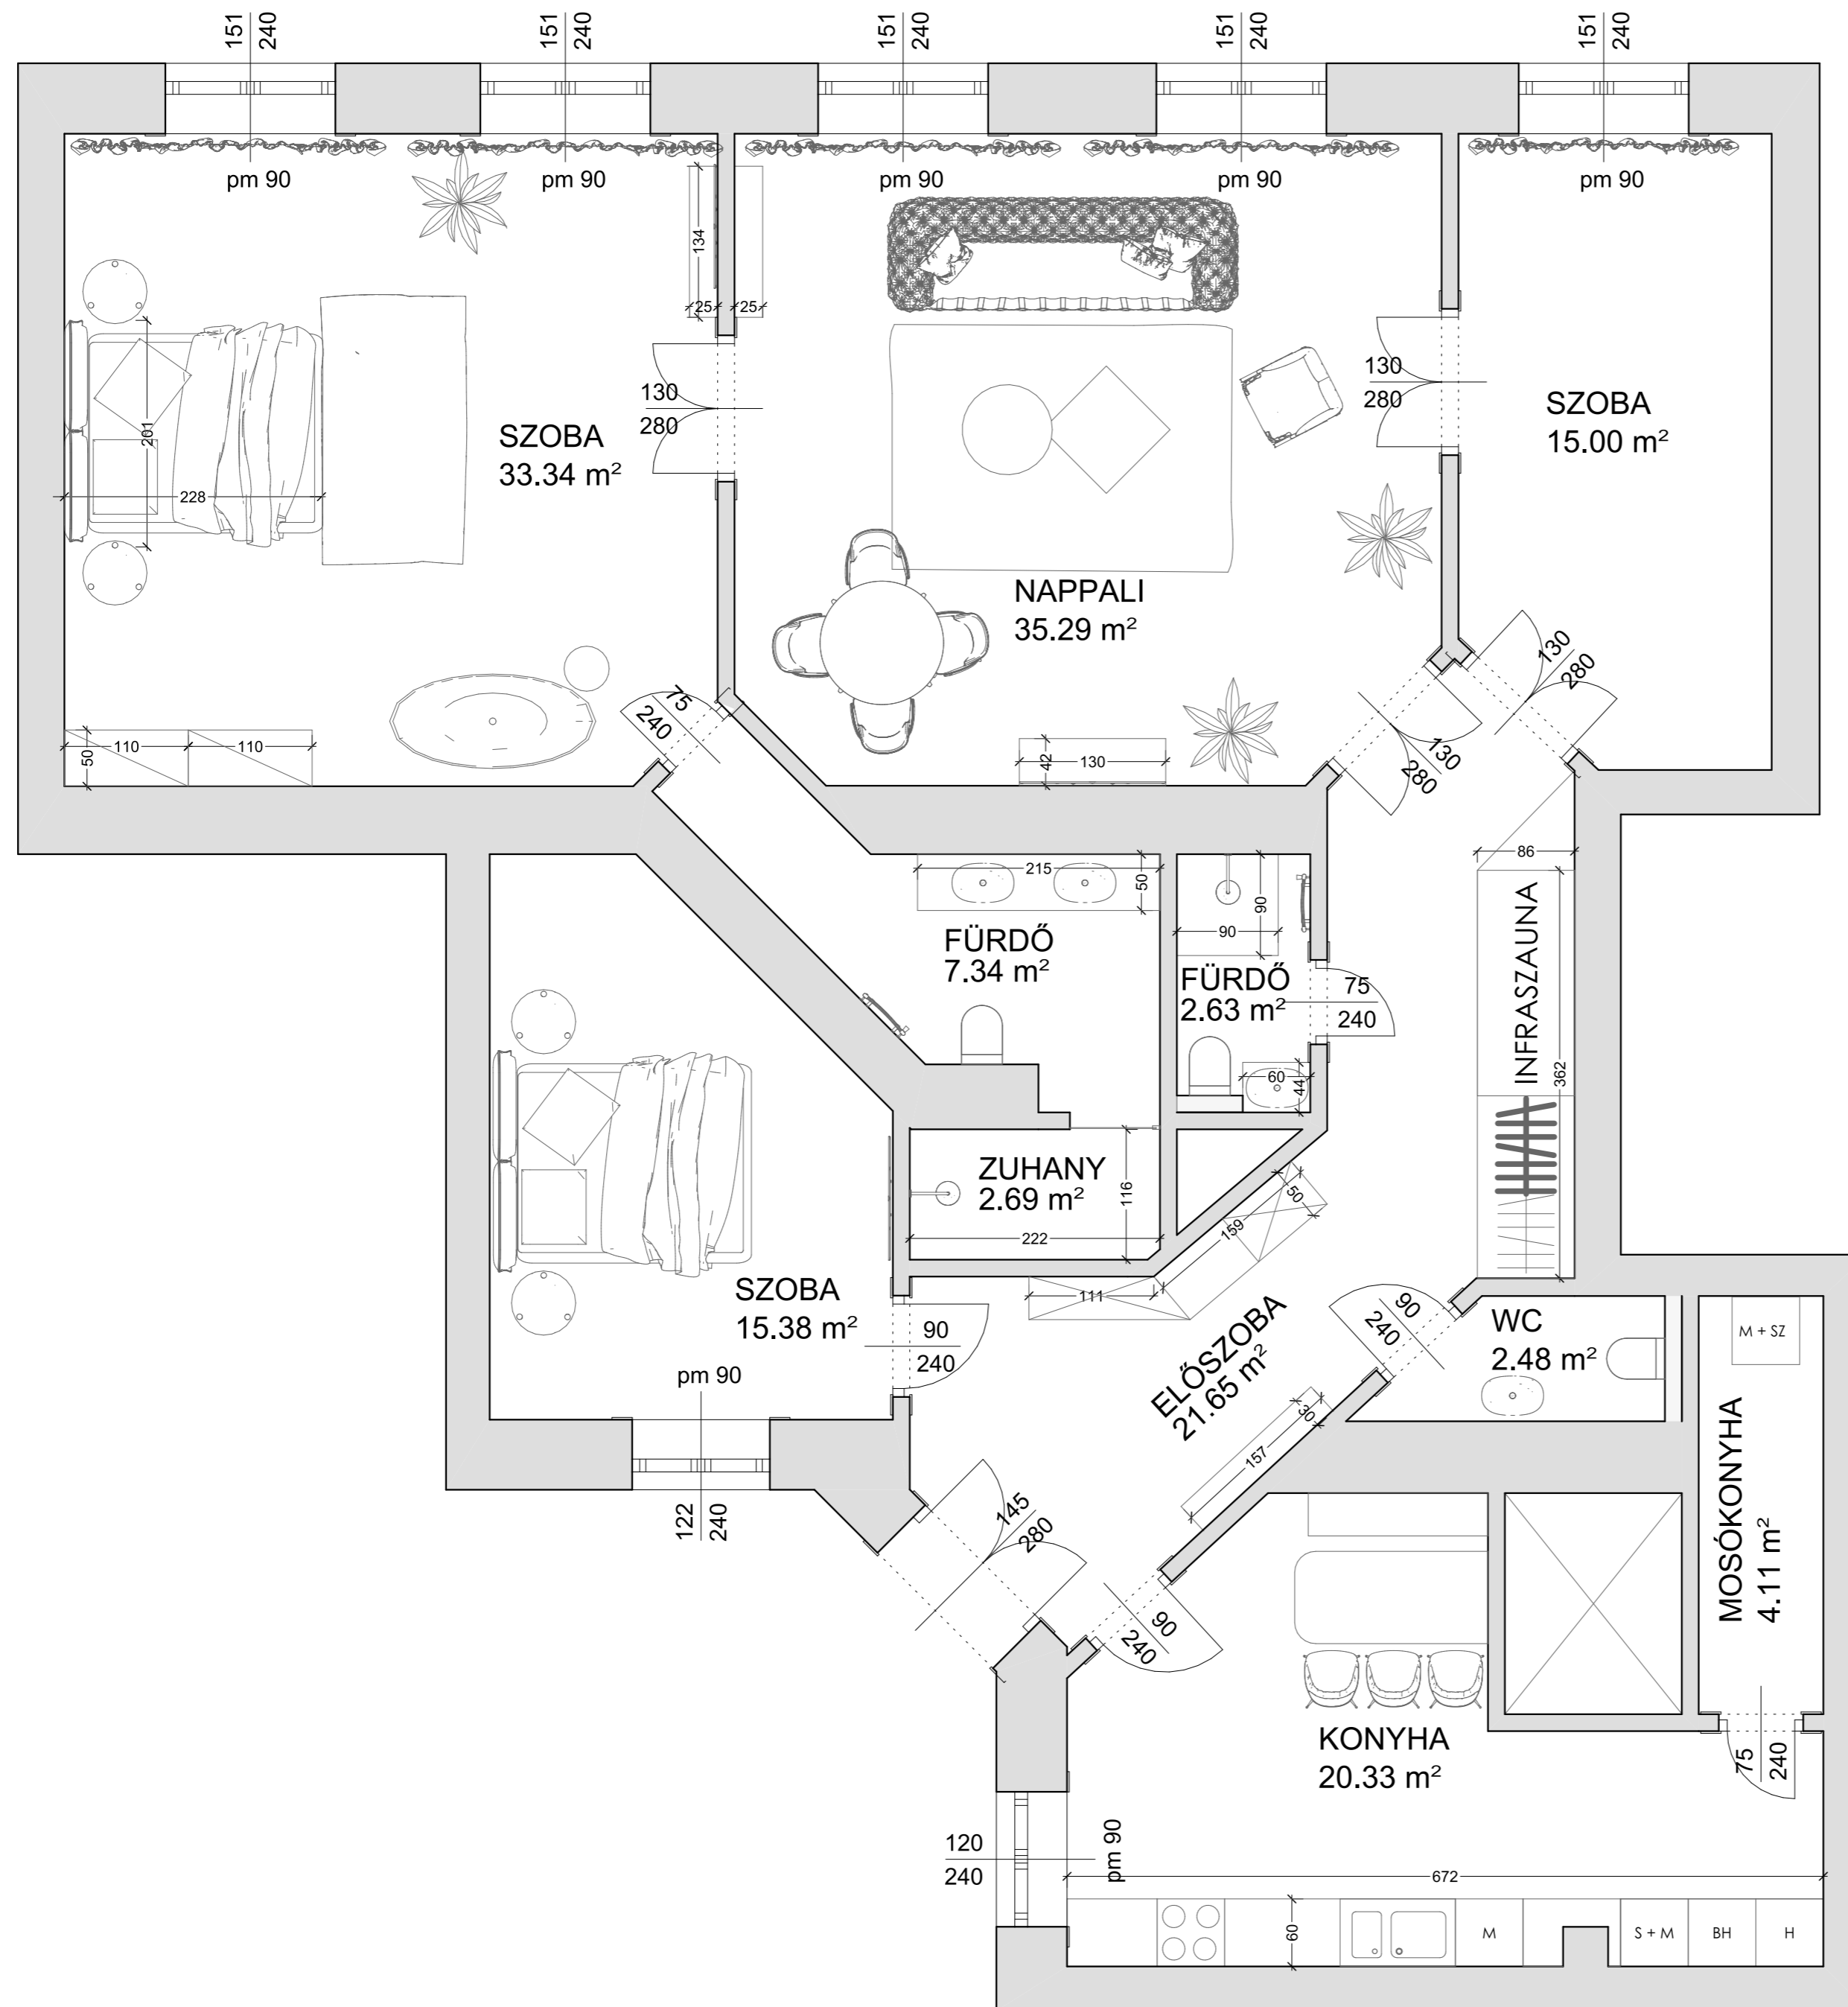 151
240
151
240
151
240
151
240
151
240
pm 90
pm 90
pm 90
pm 90
pm 90
134
25
25
201
228
130
280
SZOBA
33.34 m²
130
280
SZOBA
15.00 m²
NAPPALI
35.29 m²
75
240
130
280
130
280
110
110
50
42
130
86
215
50
90
90
FÜRDŐ
7.34 m²
FÜRDŐ
2.63 m²
75
240
INFRASZAUNA
362
60
44
ZUHANY
2.69 m²
116
222
50
159
111
SZOBA
15.38 m²
90
240
pm 90
122
240
ELŐSZOBA
21.65 m²
90
240
WC
2.48 m²
M + SZ
30
157
MOSÓKONYHA
4.11 m²
145
280
90
240
KONYHA
20.33 m²
75
240
120
240
pm 90
672
60
M
S + M
BH
H